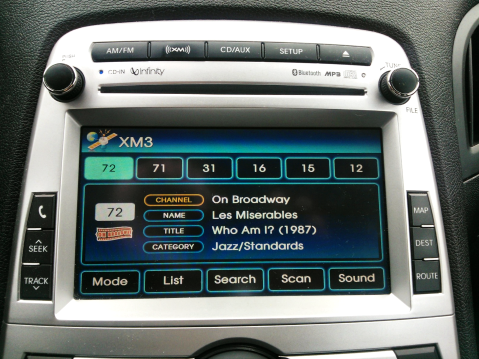 AM/FM ((XM)) CD/AUX SETUP
CD-IN Infinity Bluetooth MP3
TUNE
FILE
XM3
72 71 31 16 15 12
CHANNEL On Broadway
72 NAME Les Miserables
TITLE Who Am I? (1987)
ON BROADWAY
CATEGORY Jazz/Standards
Mode List Search Scan Sound
SEEK
TRACK
MAP
DEST
ROUTE